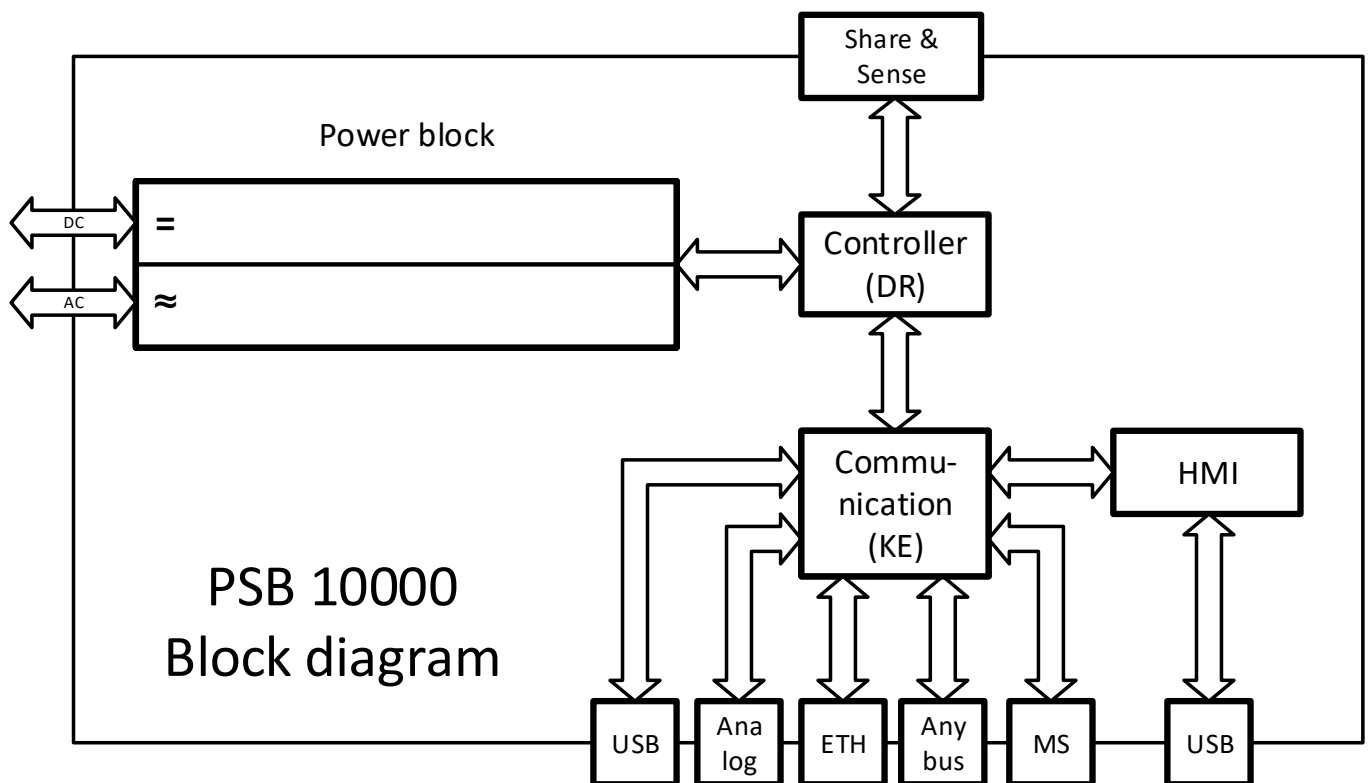 Share &
Sense
Power block
DC
=
Controller
(DR)
AC
≈
Commu-
nication
(KE)
HMI
PSB 10000
Block diagram
USB
Ana
log
ETH
Any
bus
MS
USB